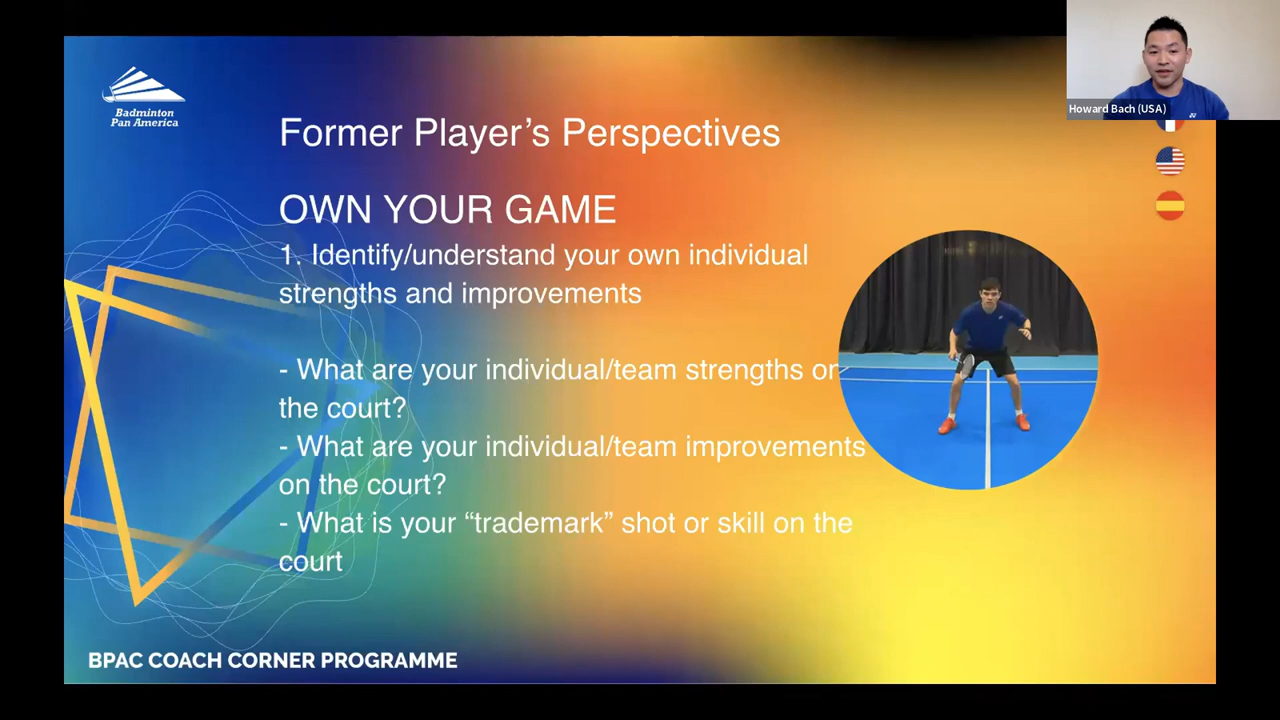 Howard Bach (USA)
Badminton
Pan America
Former Player’s Perspectives
OWN YOUR GAME
1. Identify/understand your own individual
strengths and improvements
- What are your individual/team strengths on
the court?
- What are your individual/team improvements
on the court?
- What is your “trademark” shot or skill on the
court
BPAC COACH CORNER PROGRAMME